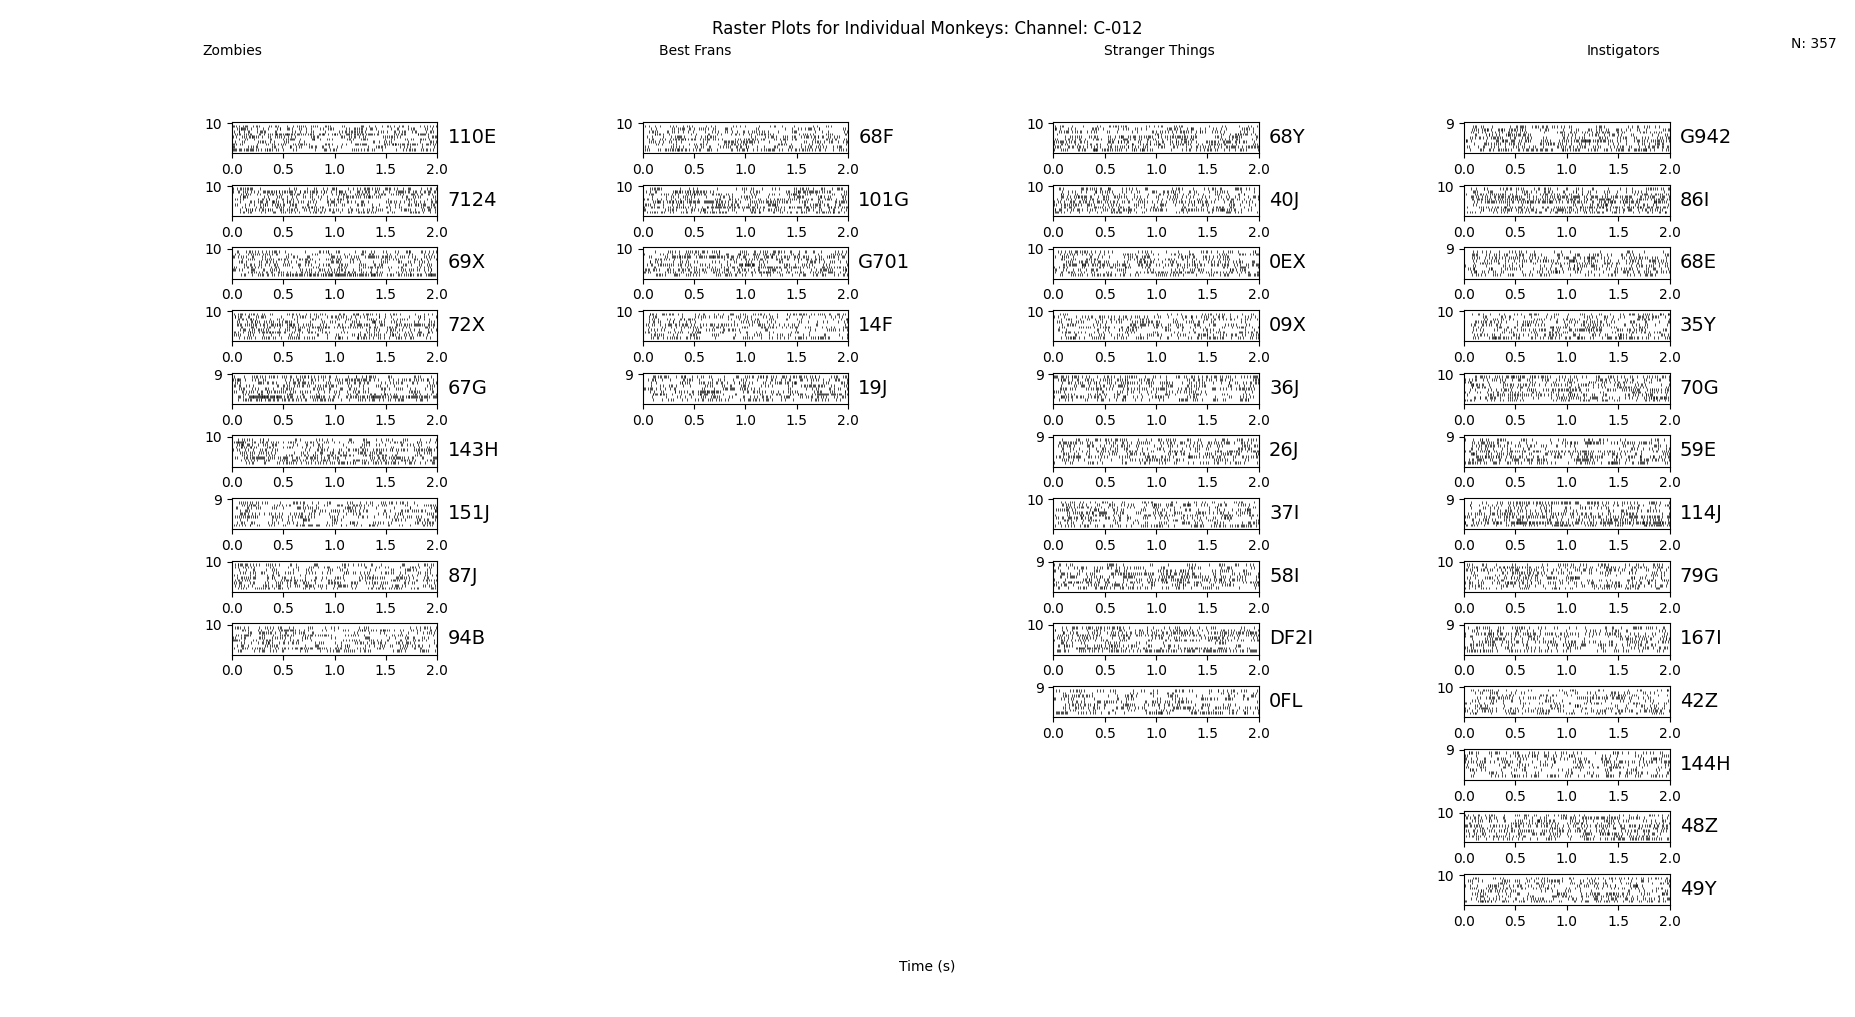 Raster Plots for Individual Monkeys: Channel: C-012
Zombies Best Frans Stranger Things Instigators N: 357
10 110E 10 68F 10 68Y 9 G942
0.0 0.5 1.0 1.5 2.0 0.0 0.5 1.0 1.5 2.0 0.0 0.5 1.0 1.5 2.0 0.0 0.5 1.0 1.5 2.0
10 7124 10 101G 10 40J 10 86I
0.0 0.5 1.0 1.5 2.0 0.0 0.5 1.0 1.5 2.0 0.0 0.5 1.0 1.5 2.0 0.0 0.5 1.0 1.5 2.0
10 69X 10 G701 10 0EX 9 68E
0.0 0.5 1.0 1.5 2.0 0.0 0.5 1.0 1.5 2.0 0.0 0.5 1.0 1.5 2.0 0.0 0.5 1.0 1.5 2.0
10 72X 10 14F 10 09X 10 35Y
0.0 0.5 1.0 1.5 2.0 0.0 0.5 1.0 1.5 2.0 0.0 0.5 1.0 1.5 2.0 0.0 0.5 1.0 1.5 2.0
9 67G 9 19J 9 36J 10 70G
0.0 0.5 1.0 1.5 2.0 0.0 0.5 1.0 1.5 2.0 0.0 0.5 1.0 1.5 2.0 0.0 0.5 1.0 1.5 2.0
10 143H 9 26J 9 59E
0.0 0.5 1.0 1.5 2.0 0.0 0.5 1.0 1.5 2.0 0.0 0.5 1.0 1.5 2.0
9 151J 10 37I 9 114J
0.0 0.5 1.0 1.5 2.0 0.0 0.5 1.0 1.5 2.0 0.0 0.5 1.0 1.5 2.0
10 87J 9 58I 10 79G
0.0 0.5 1.0 1.5 2.0 0.0 0.5 1.0 1.5 2.0 0.0 0.5 1.0 1.5 2.0
10 94B 10 DF2I 9 167I
0.0 0.5 1.0 1.5 2.0 0.0 0.5 1.0 1.5 2.0 0.0 0.5 1.0 1.5 2.0
9 0FL 10 42Z
0.0 0.5 1.0 1.5 2.0 0.0 0.5 1.0 1.5 2.0
9 144H
0.0 0.5 1.0 1.5 2.0
10 48Z
0.0 0.5 1.0 1.5 2.0
10 49Y
0.0 0.5 1.0 1.5 2.0
Time (s)